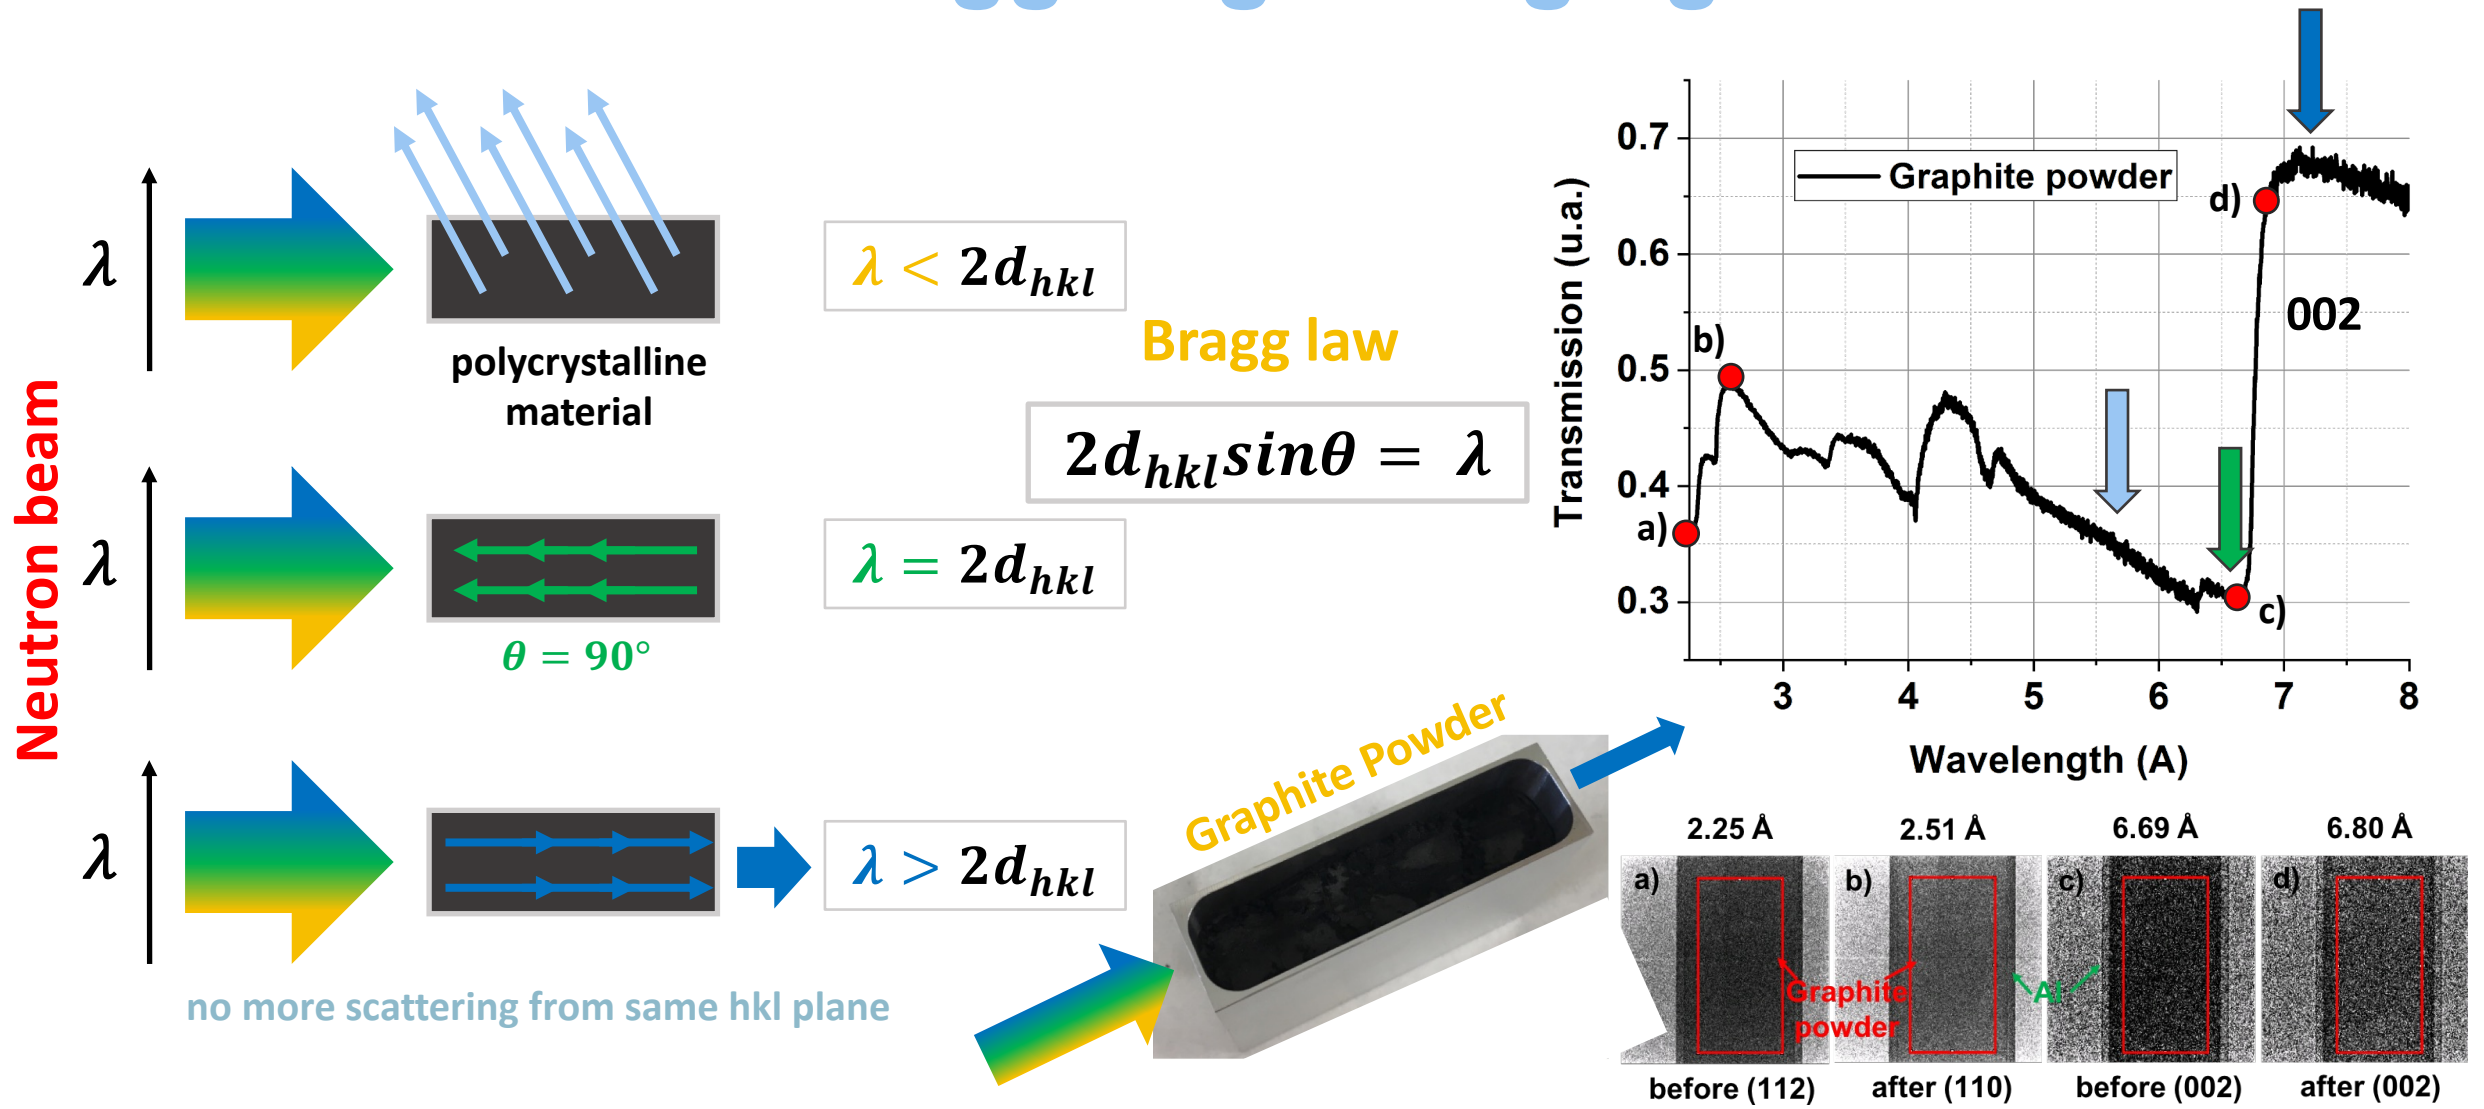 Neutron beam
λ
λ < 2d_hkl
polycrystalline
material
λ
λ = 2d_hkl
θ = 90°
λ
λ > 2d_hkl
no more scattering from same hkl plane
Bragg law
2d_hkl sinθ = λ
Graphite Powder
Transmission (u.a.)
0.7
0.6
0.5
0.4
0.3
Graphite powder
a)
b)
c)
d)
002
3 4 5 6 7 8
Wavelength (A)
2.25 Å 2.51 Å 6.69 Å 6.80 Å
a) b) c) d)
Graphite
powder
Al
before (112) after (110) before (002) after (002)